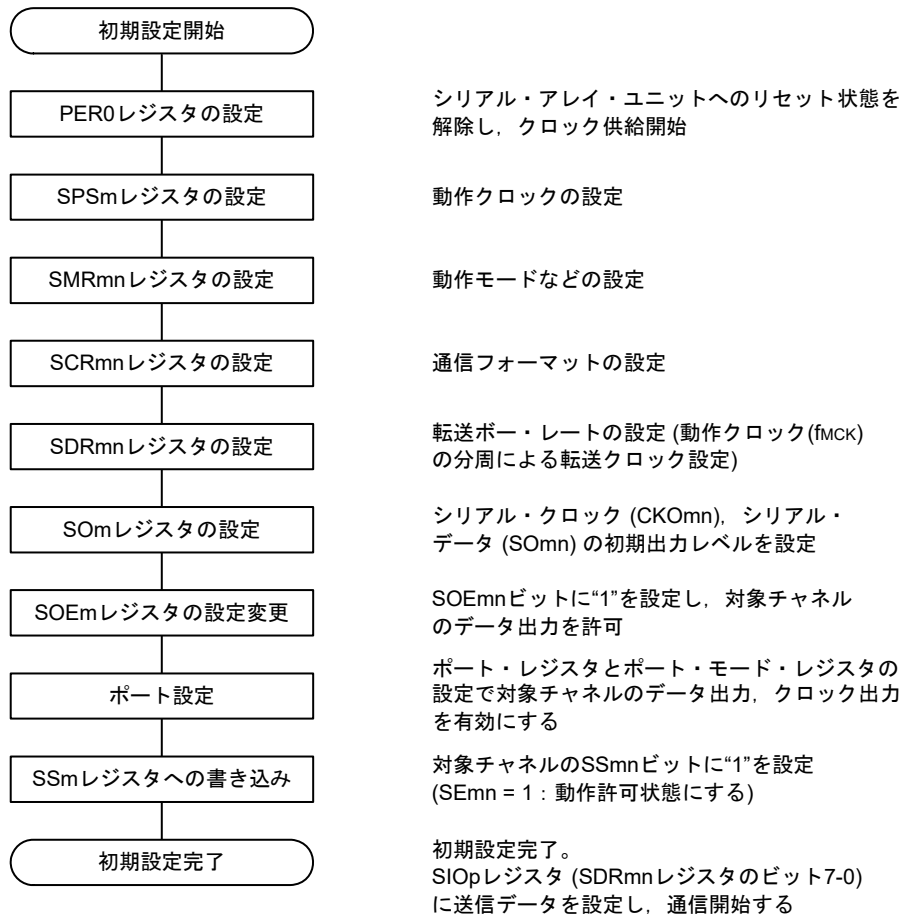 初期設定開始
PER0レジスタの設定
シリアル・アレイ・ユニットへのリセット状態を
解除し，クロック供給開始
SPSmレジスタの設定
動作クロックの設定
SMRmnレジスタの設定
動作モードなどの設定
SCRmnレジスタの設定
通信フォーマットの設定
SDRmnレジスタの設定
転送ボー・レートの設定 (動作クロック(fMCK)
の分周による転送クロック設定)
SOmレジスタの設定
シリアル・クロック (CKOmn)，シリアル・
データ (SOmn) の初期出力レベルを設定
SOEmレジスタの設定変更
SOEmnビットに“1”を設定し，対象チャネル
のデータ出力を許可
ポート設定
ポート・レジスタとポート・モード・レジスタの
設定で対象チャネルのデータ出力，クロック出力
を有効にする
SSmレジスタへの書き込み
対象チャネルのSSmnビットに“1”を設定
(SEmn = 1：動作許可状態にする)
初期設定完了
初期設定完了。
SIOpレジスタ (SDRmnレジスタのビット7-0)
に送信データを設定し，通信開始する